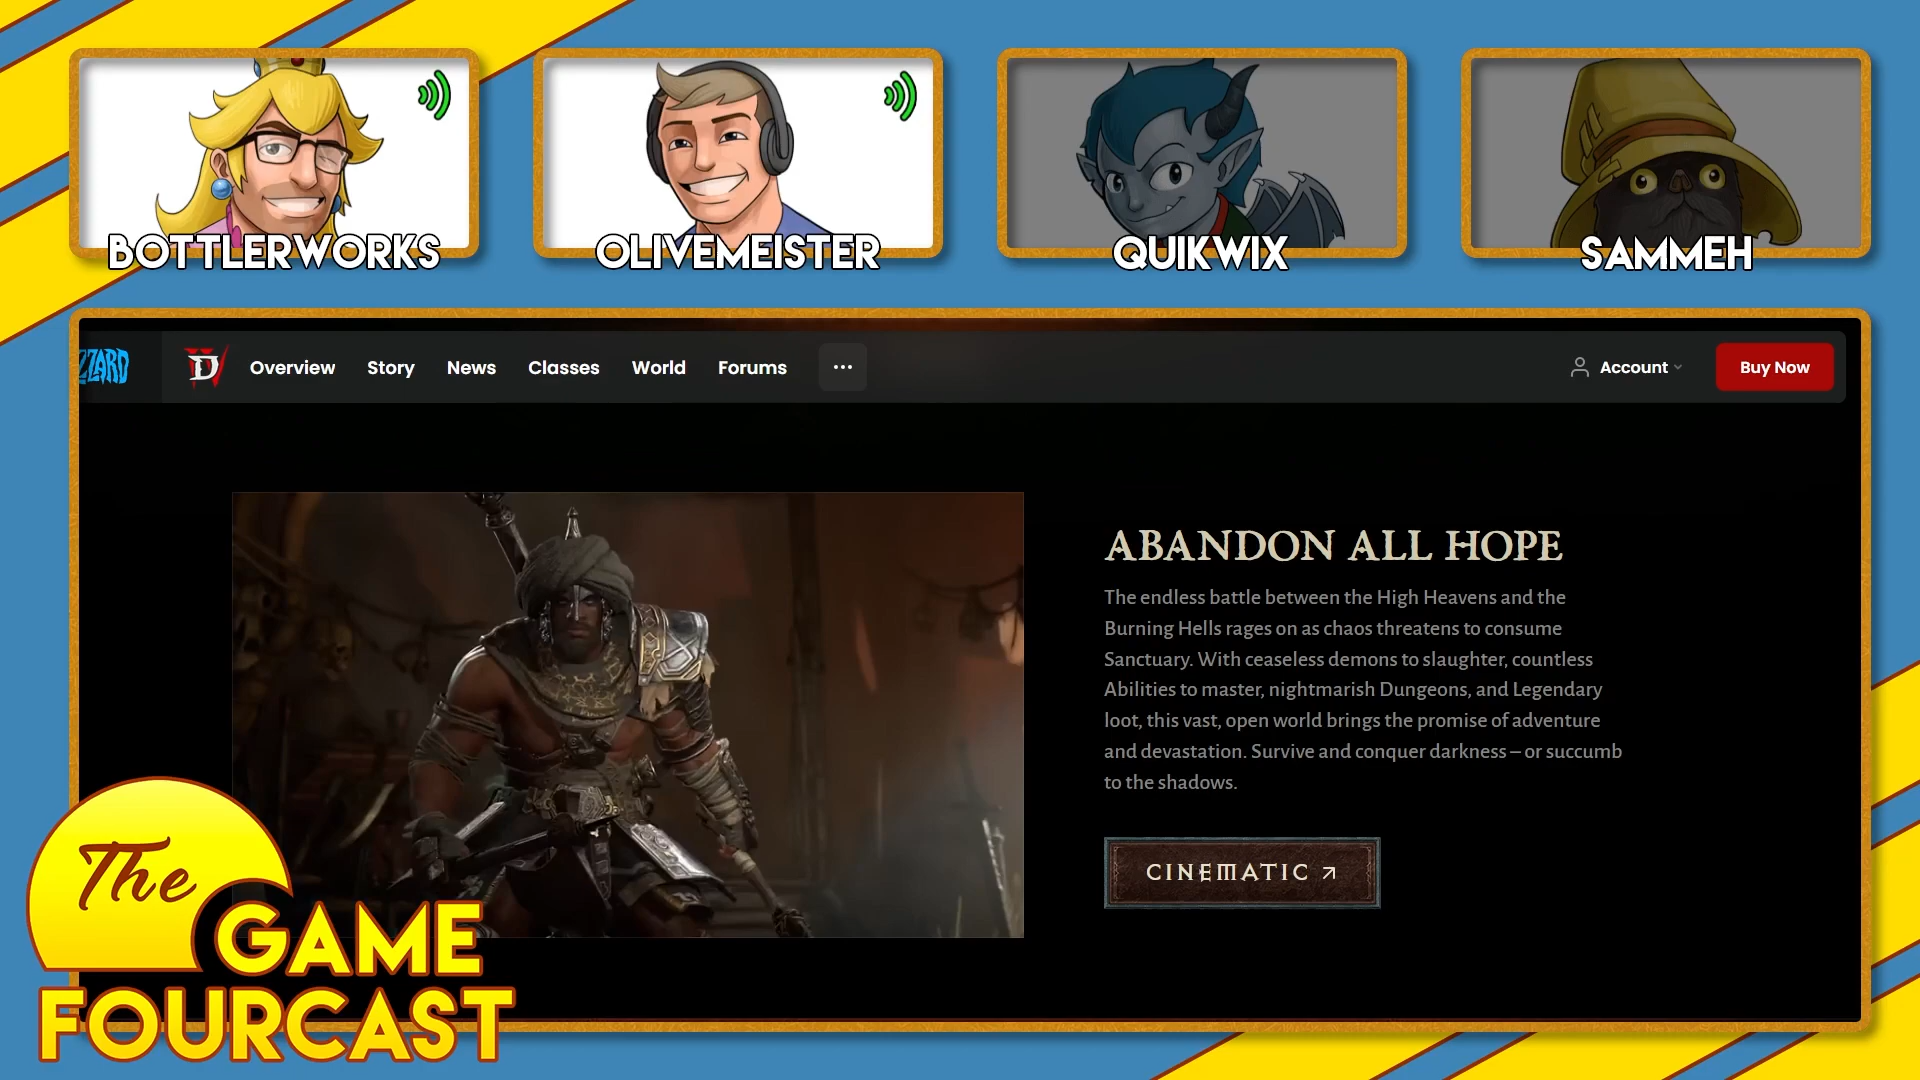 BOTTLERWORKS
OLIVEMEISTER
QUIKWIX
SAMMEH
ZZARD
D
Overview
Story
News
Classes
World
Forums
...
Account
Buy Now
ABANDON ALL HOPE
The endless battle between the High Heavens and the
Burning Hells rages on as chaos threatens to consume
Sanctuary. With ceaseless demons to slaughter, countless
Abilities to master, nightmarish Dungeons, and Legendary
loot, this vast, open world brings the promise of adventure
and devastation. Survive and conquer darkness – or succumb
to the shadows.
CINEMATIC
The
GAME
FOURCAST